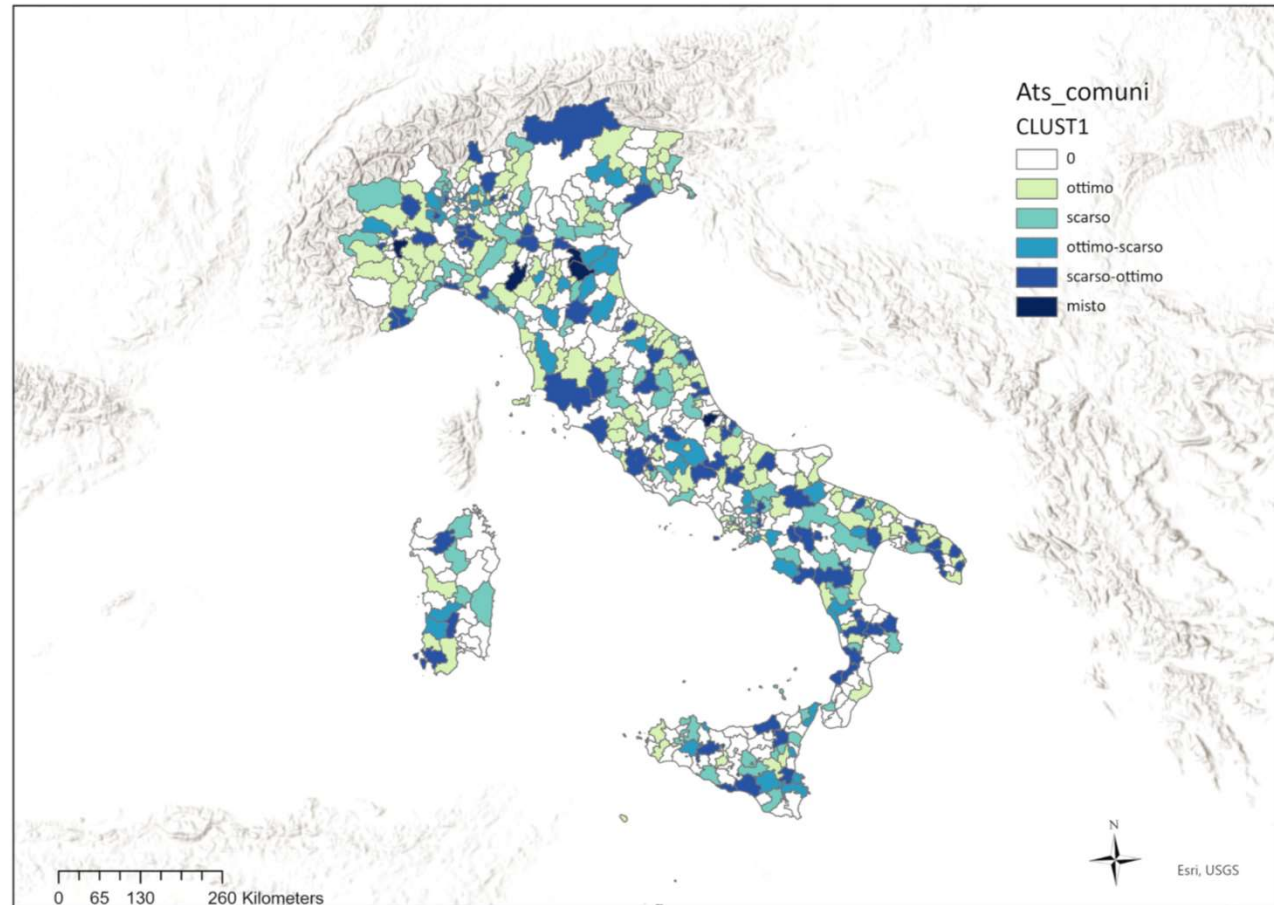 Ats_comuni
CLUST1
0
ottimo
scarso
ottimo-scarso
scarso-ottimo
misto
N
Esri, USGS
0 65 130 260 Kilometers